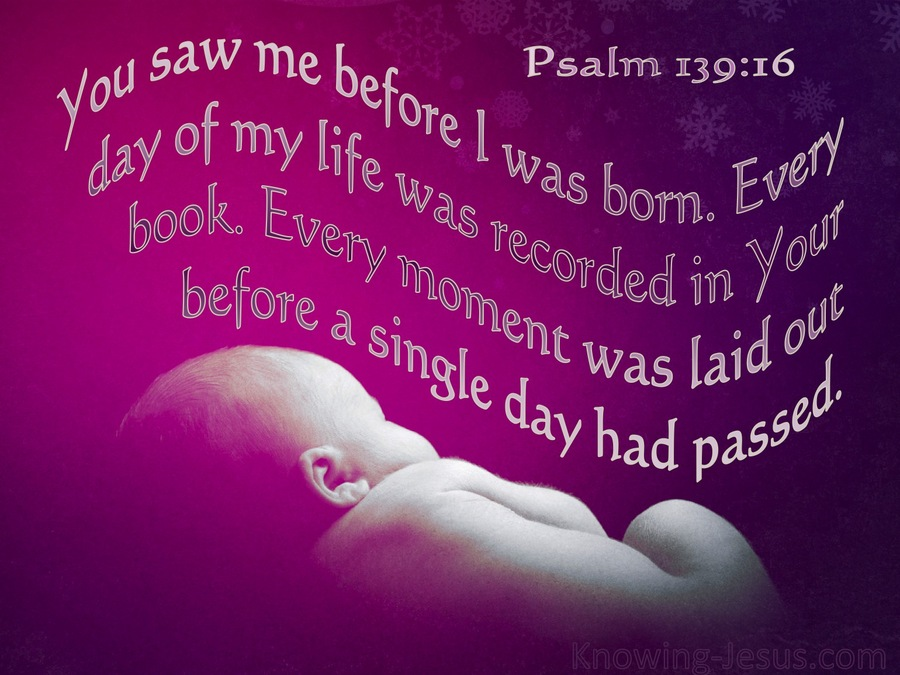 Psalm 139:16
You saw me before I was born. Every
day of my life was recorded in Your
book. Every moment was laid out
before a single day had passed.
Knowing-Jesus.com